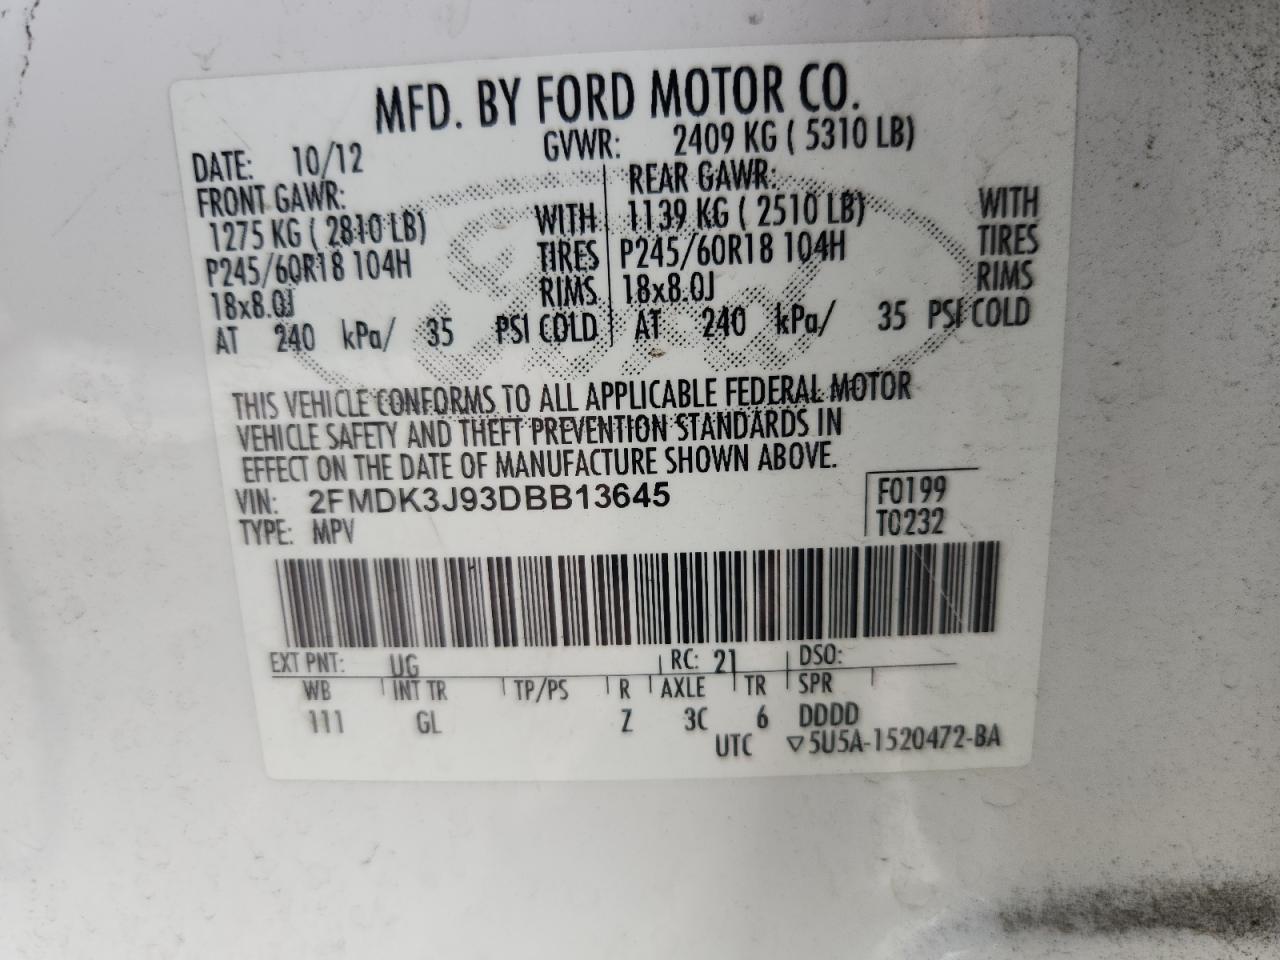 MFD. BY FORD MOTOR CO.
DATE: 10/12 GVWR: 2409 KG ( 5310 LB)
FRONT GAWR: REAR GAWR:
1275 KG ( 2810 LB) WITH 1139 KG ( 2510 LB) WITH
P245/60R18 104H TIRES P245/60R18 104H TIRES
18x8.0J RIMS 18x8.0J RIMS
AT 240 kPa/ 35 PSI COLD AT 240 kPa/ 35 PSI COLD
THIS VEHICLE CONFORMS TO ALL APPLICABLE FEDERAL MOTOR
VEHICLE SAFETY AND THEFT PREVENTION STANDARDS IN
EFFECT ON THE DATE OF MANUFACTURE SHOWN ABOVE.
VIN: 2FMDK3J93DBB13645 F0199
TYPE: MPV T0232
EXT PNT: UG RC: 21 DSO:
WB INT TR TP/PS R AXLE TR SPR
111 GL Z 3C 6 DDDD
UTC ▽5U5A-1520472-BA
Ford